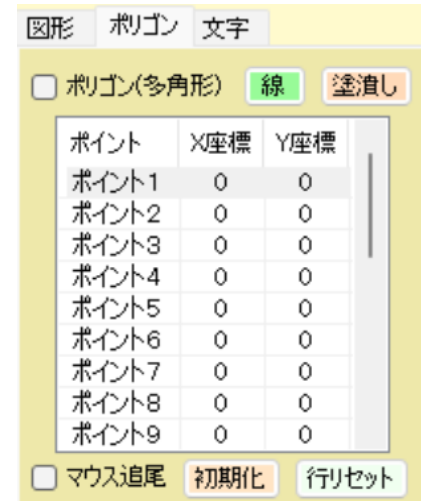 図形 ポリゴン 文字
ポリゴン(多角形) 線 塗潰し
ポイント X座標 Y座標
ポイント1 0 0
ポイント2 0 0
ポイント3 0 0
ポイント4 0 0
ポイント5 0 0
ポイント6 0 0
ポイント7 0 0
ポイント8 0 0
ポイント9 0 0
マウス追尾 初期化 行リセット